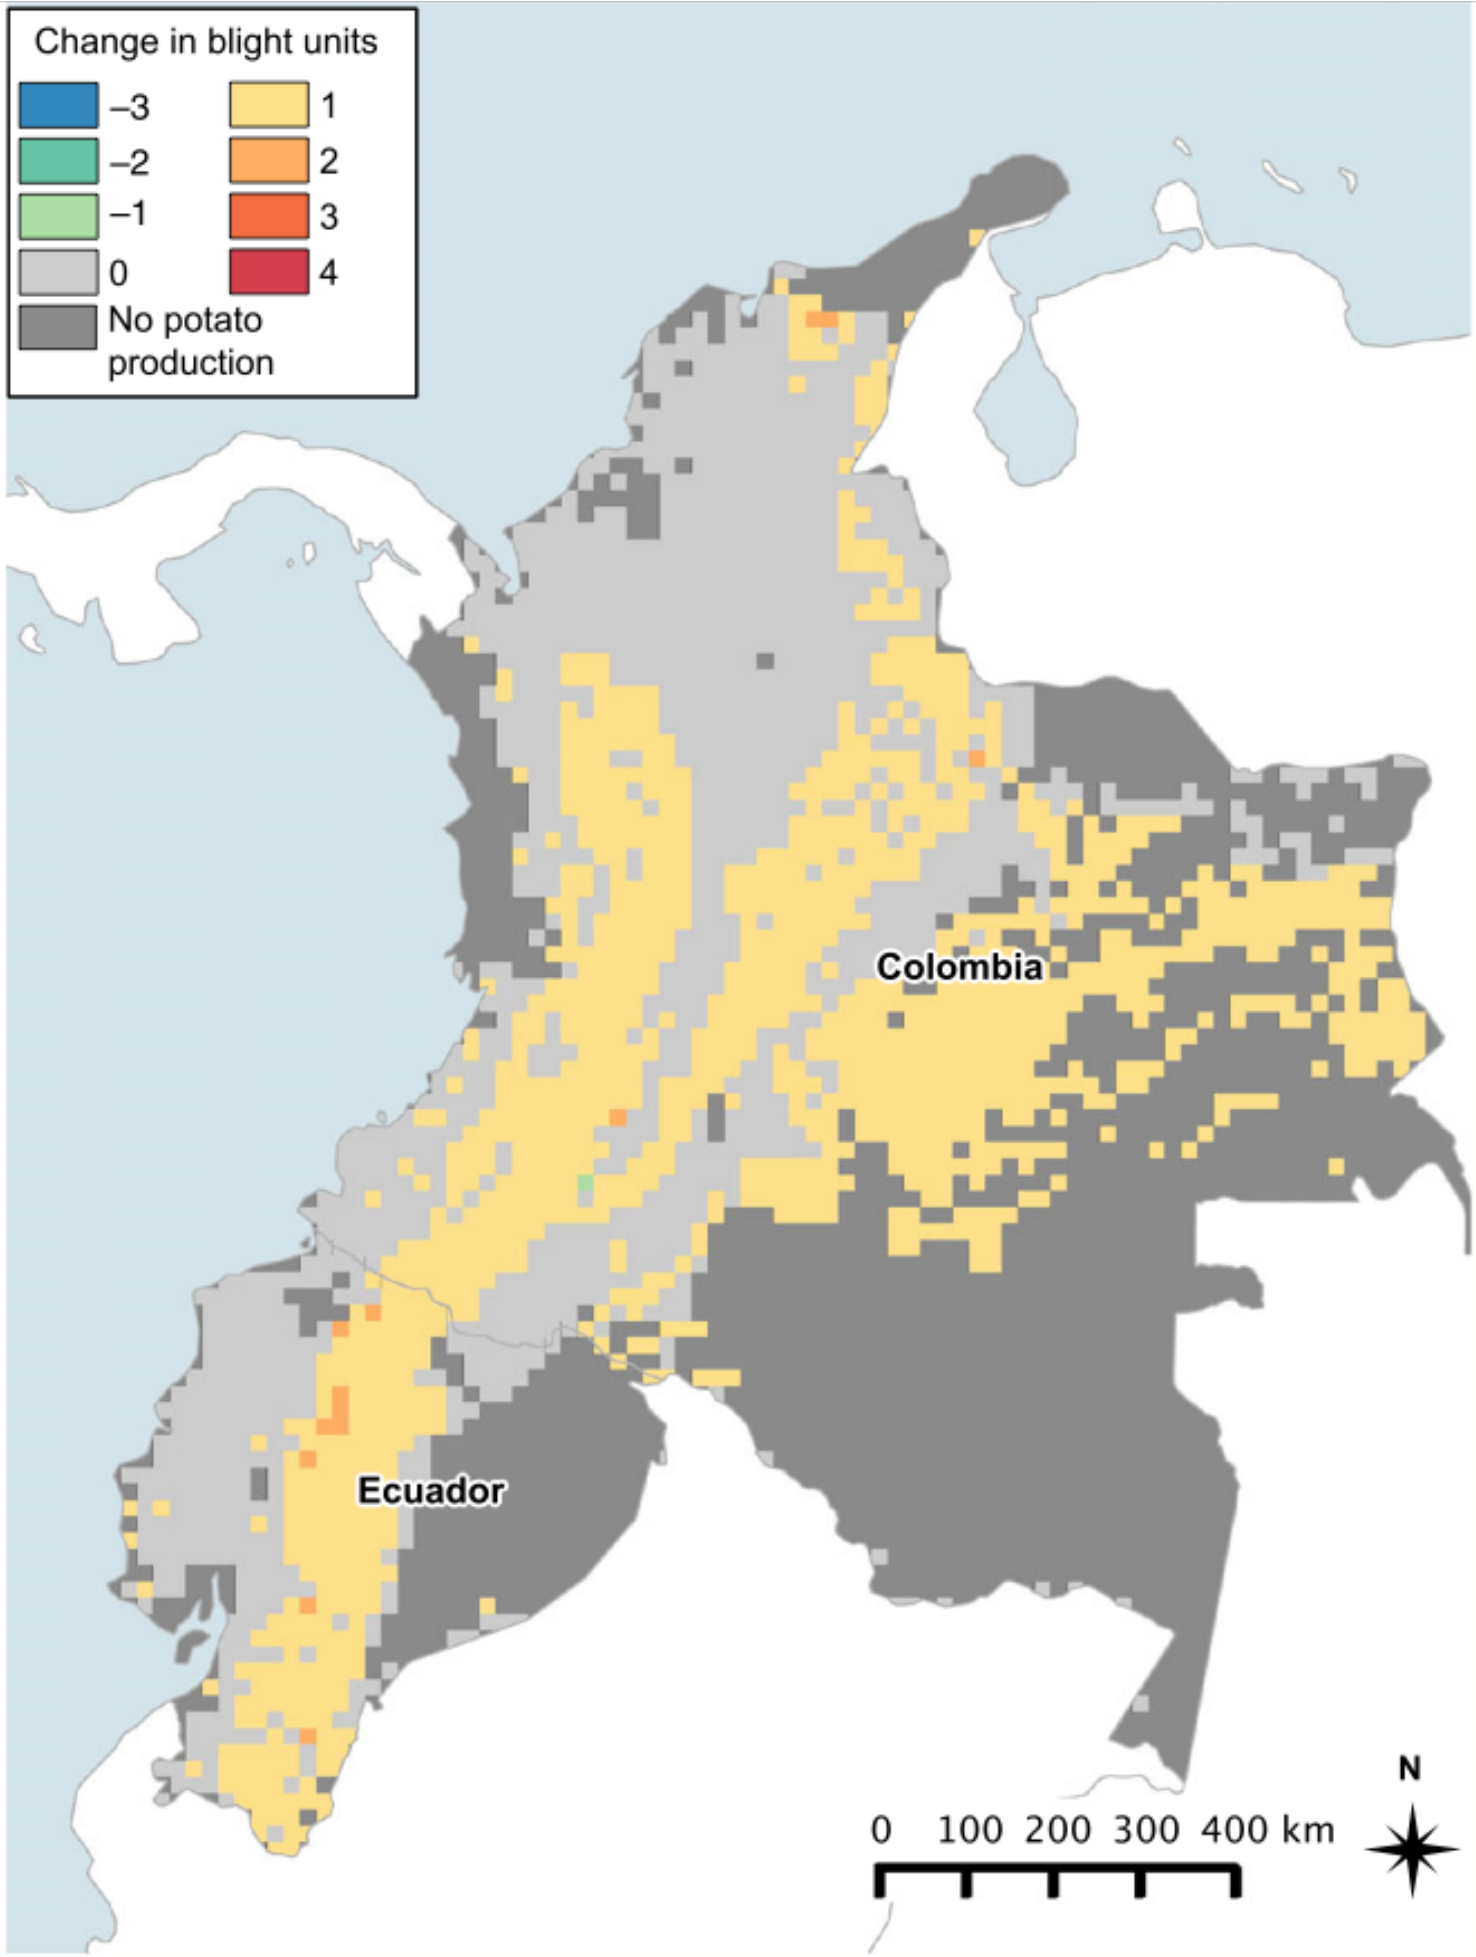 Change in blight units
–3
–2
–1
0
No potato
production
1
2
3
4
Colombia
Ecuador
N
0 100 200 300 400 km